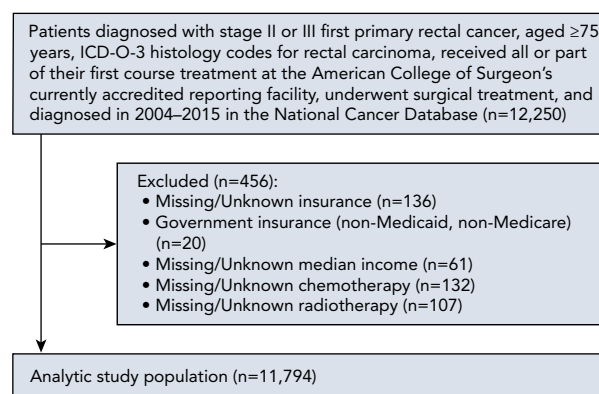 Patients diagnosed with stage II or III first primary rectal cancer, aged ≥75
years, ICD-O-3 histology codes for rectal carcinoma, received all or part
of their first course treatment at the American College of Surgeon's
currently accredited reporting facility, underwent surgical treatment, and
diagnosed in 2004–2015 in the National Cancer Database (n=12,250)
Excluded (n=456):
• Missing/Unknown insurance (n=136)
• Government insurance (non-Medicaid, non-Medicare)
(n=20)
• Missing/Unknown median income (n=61)
• Missing/Unknown chemotherapy (n=132)
• Missing/Unknown radiotherapy (n=107)
Analytic study population (n=11,794)